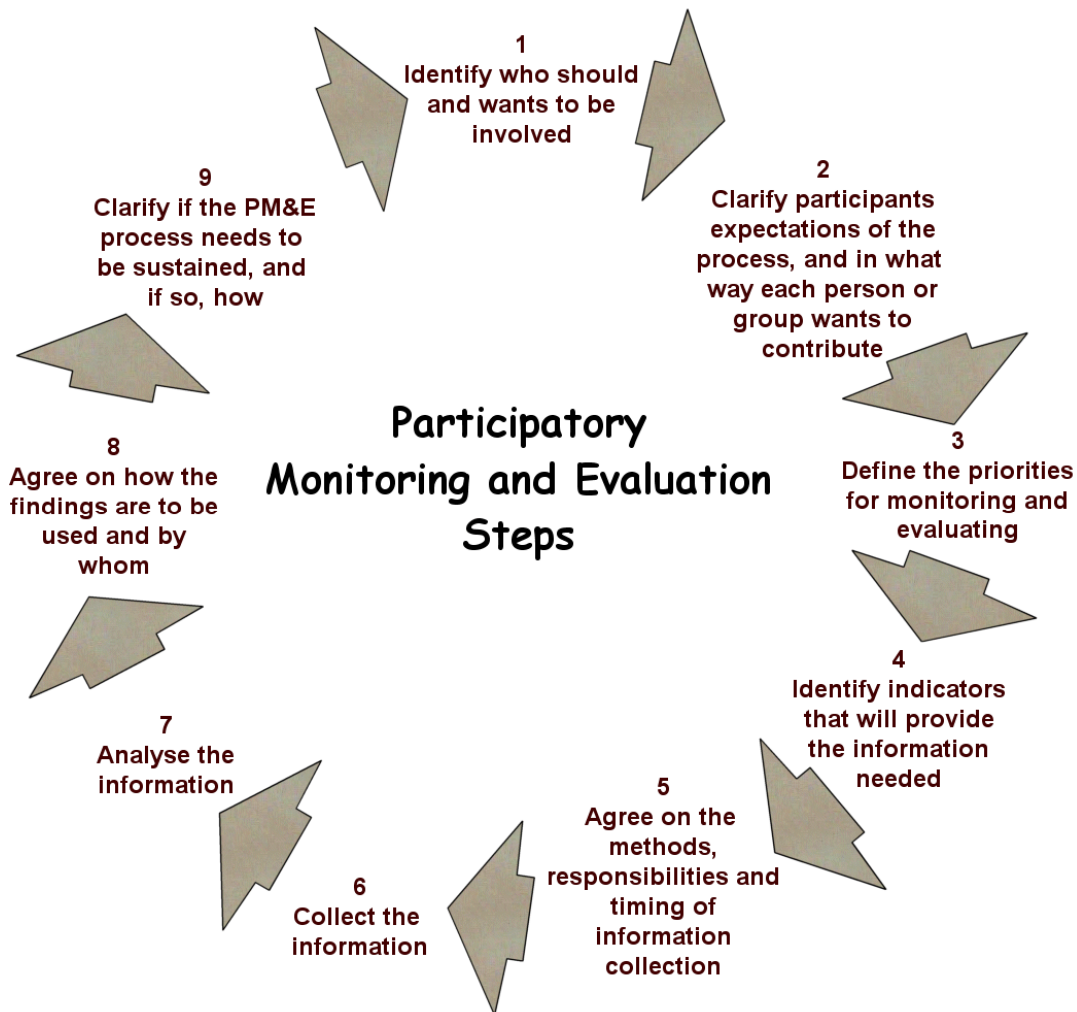 1
Identify who should
and wants to be
involved
2
Clarify participants
expectations of the
process, and in what
way each person or
group wants to
contribute
3
Define the priorities
for monitoring and
evaluating
4
Identify indicators
that will provide
the information
needed
5
Agree on the
methods,
responsibilities and
timing of
information
collection
6
Collect the
information
7
Analyse the
information
8
Agree on how the
findings are to be
used and by
whom
9
Clarify if the PM&E
process needs to
be sustained, and
if so, how
Participatory
Monitoring and Evaluation
Steps